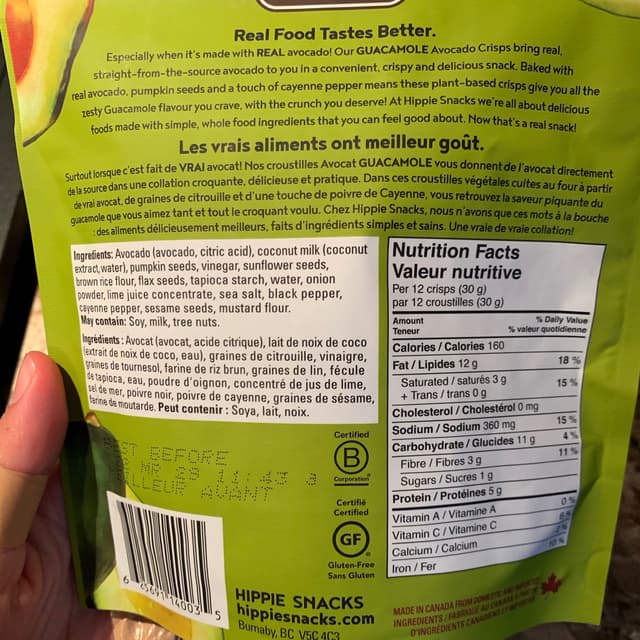 Real Food Tastes Better.
Especially when it's made with REAL avocado! Our GUACAMOLE Avocado Crisps bring real,
straight-from-the-source avocado to you in a convenient, crispy and delicious snack. Baked with
real avocado, pumpkin seeds and a touch of cayenne pepper means these plant-based crisps give you all the
zesty Guacamole flavour you crave, with the crunch you deserve! At Hippie Snacks we're all about delicious
foods made with simple, whole food ingredients that you can feel good about. Now that's a real snack!
Les vrais aliments ont meilleur goût.
Surtout lorsque c'est fait de VRAI avocat! Nos croustilles Avocat GUACAMOLE vous donnent de l'avocat directement
de la source dans une collation croquante, délicieuse et pratique. Dans ces croustilles végétales cuites au four à partir
de vrai avocat, de graines de citrouille et d'une touche de poivre de Cayenne, vous retrouvez la saveur piquante du
guacamole que vous aimez tant et tout le croquant voulu. Chez Hippie Snacks, nous n'avons que ces mots à la bouche
: des aliments délicieusement meilleurs, faits d'ingrédients simples et sains. Une vraie de vraie collation!
Ingredients: Avocado (avocado, citric acid), coconut milk (coconut
extract, water), pumpkin seeds, vinegar, sunflower seeds,
brown rice flour, flax seeds, tapioca starch, water, onion
powder, lime juice concentrate, sea salt, black pepper,
cayenne pepper, sesame seeds, mustard flour.
May contain: Soy, milk, tree nuts.
Ingrédients : Avocat (avocat, acide citrique), lait de noix de coco
(extrait de noix de coco, eau), graines de citrouille, vinaigre,
graines de tournesol, farine de riz brun, graines de lin, fécule
de tapioca, eau, poudre d'oignon, concentré de jus de lime,
sel de mer, poivre noir, poivre de cayenne, graines de sésame,
farine de moutarde. Peut contenir : Soya, lait, noix.
BEST BEFORE
MR 28 11:43 a
MEILLEUR AVANT
6 25691 14003 5
Certified
B
Corporation
Certifié
Certified
GF
Gluten-Free
Sans Gluten
HIPPIE SNACKS
hippiesnacks.com
Burnaby, BC V5C 4C3
Nutrition Facts
Valeur nutritive
Per 12 crisps (30 g)
par 12 croustilles (30 g)
Amount % Daily Value
Teneur % valeur quotidienne
Calories / Calories 160
Fat / Lipides 12 g 18 %
Saturated / saturés 3 g 15 %
+ Trans / trans 0 g
Cholesterol / Cholestérol 0 mg
Sodium / Sodium 360 mg 15 %
Carbohydrate / Glucides 11 g 4 %
Fibre / Fibres 3 g 11 %
Sugars / Sucres 1 g
Protein / Protéines 5 g
Vitamin A / Vitamine A 0 %
Vitamin C / Vitamine C 6 %
Calcium / Calcium 2 %
Iron / Fer 10 %
MADE IN CANADA FROM DOMESTIC AND IMPORTED
INGREDIENTS / FABRIQUÉ AU CANADA À PARTIR
D'INGRÉDIENTS CANADIENS ET IMPORTÉS